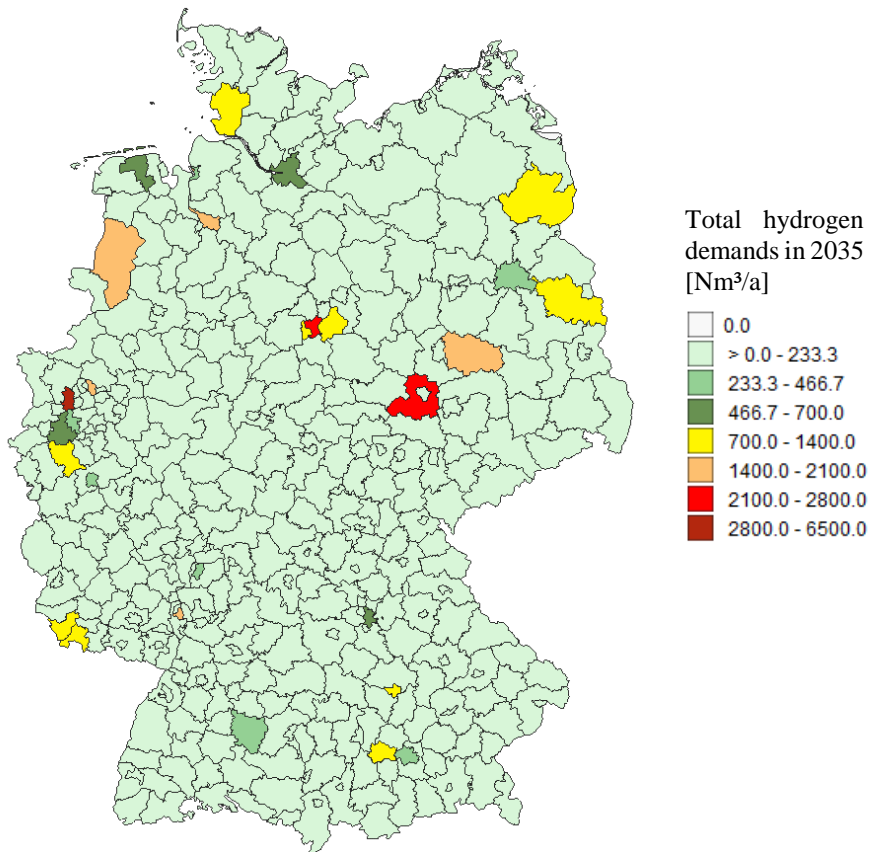 Total hydrogen
demands in 2035
[Nm³/a]
0.0
> 0.0 - 233.3
233.3 - 466.7
466.7 - 700.0
700.0 - 1400.0
1400.0 - 2100.0
2100.0 - 2800.0
2800.0 - 6500.0